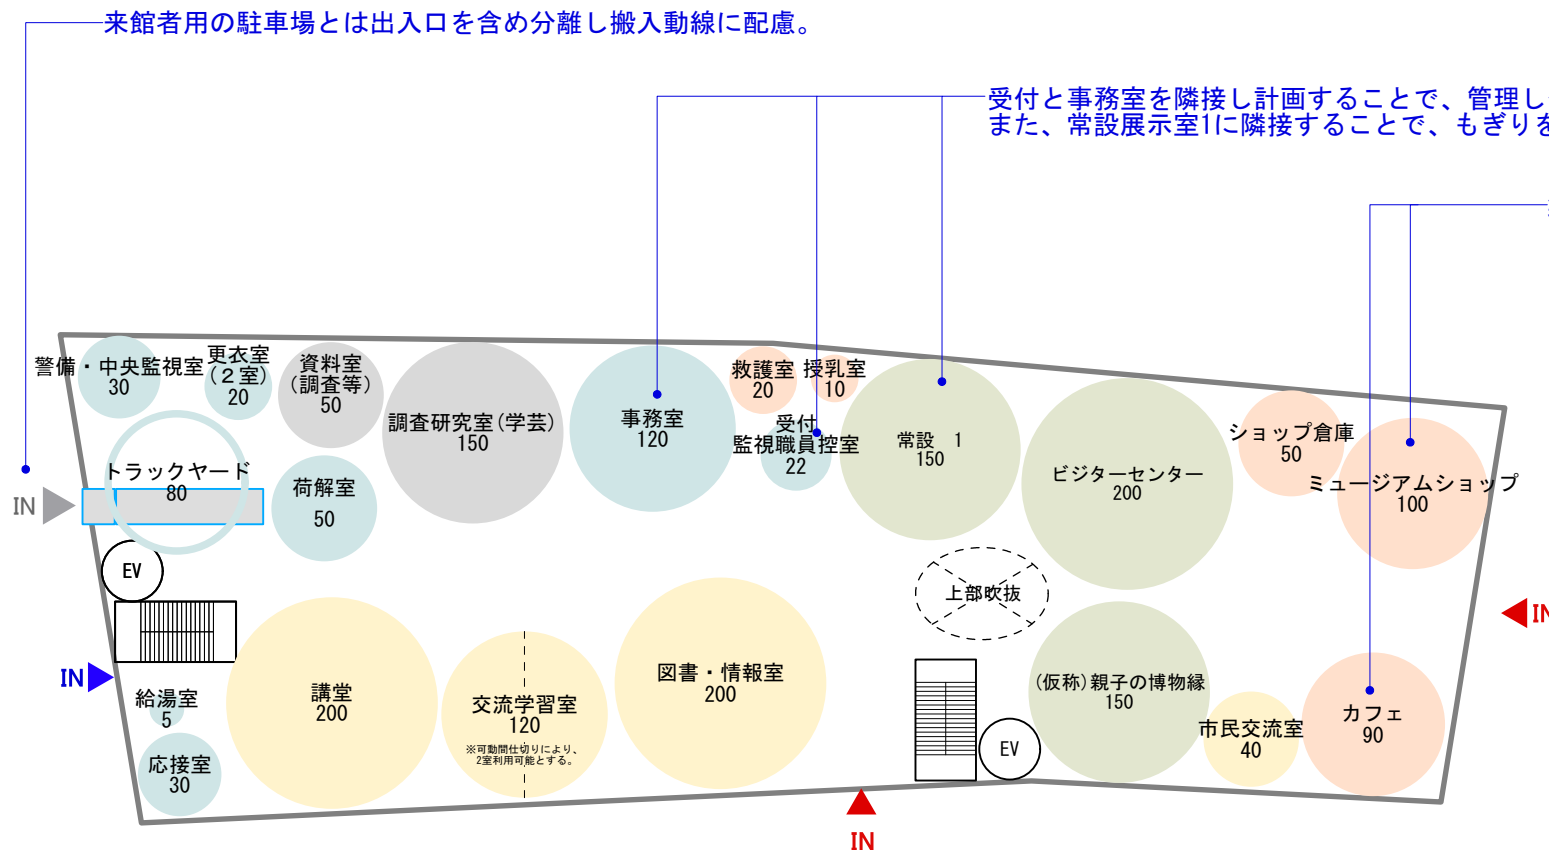 来館者用の駐車場とは出入口を含め分離し搬入動線に配慮。
受付と事務室を隣接し計画することで、管理し
また、常設展示室1に隣接することで、もぎりを
警備・中央監視室
30
更衣室
(２室)
20
資料室
(調査等)
50
調査研究室(学芸)
150
事務室
120
救護室
20
授乳室
10
受付
監視職員控室
22
常設　1
150
ビジターセンター
200
ショップ倉庫
50
ミュージアムショップ
100
トラックヤード
80
荷解室
50
IN
EV
上部吹抜
IN
IN
給湯室
5
応接室
30
講堂
200
交流学習室
120
※可動間仕切りにより、
2室利用可能とする。
図書・情報室
200
EV
(仮称)親子の博物縁
150
市民交流室
40
カフェ
90
IN